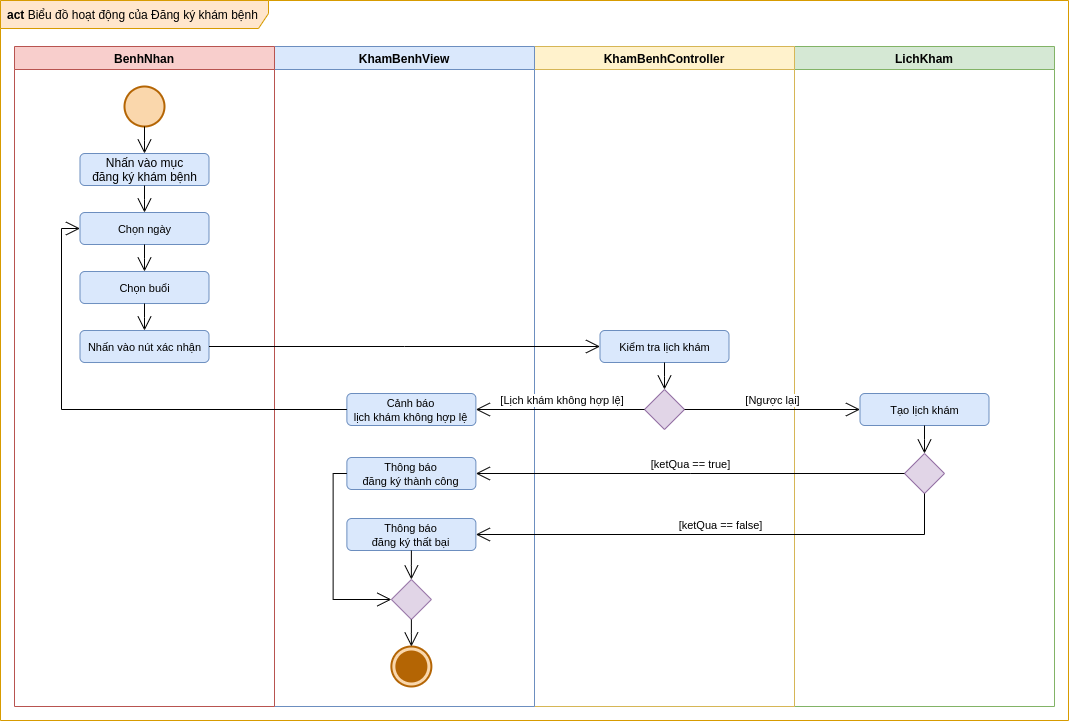 act Biểu đồ hoạt động của Đăng ký khám bệnh
BenhNhan
KhamBenhView
KhamBenhController
LichKham
Nhấn vào mục
đăng ký khám bệnh
Chọn ngày
Chọn buổi
Nhấn vào nút xác nhận
Kiểm tra lịch khám
Cảnh báo
lịch khám không hợp lệ
[Lịch khám không hợp lệ]
[Ngược lại]
Tạo lịch khám
Thông báo
đăng ký thành công
[ketQua == true]
Thông báo
đăng ký thất bại
[ketQua == false]